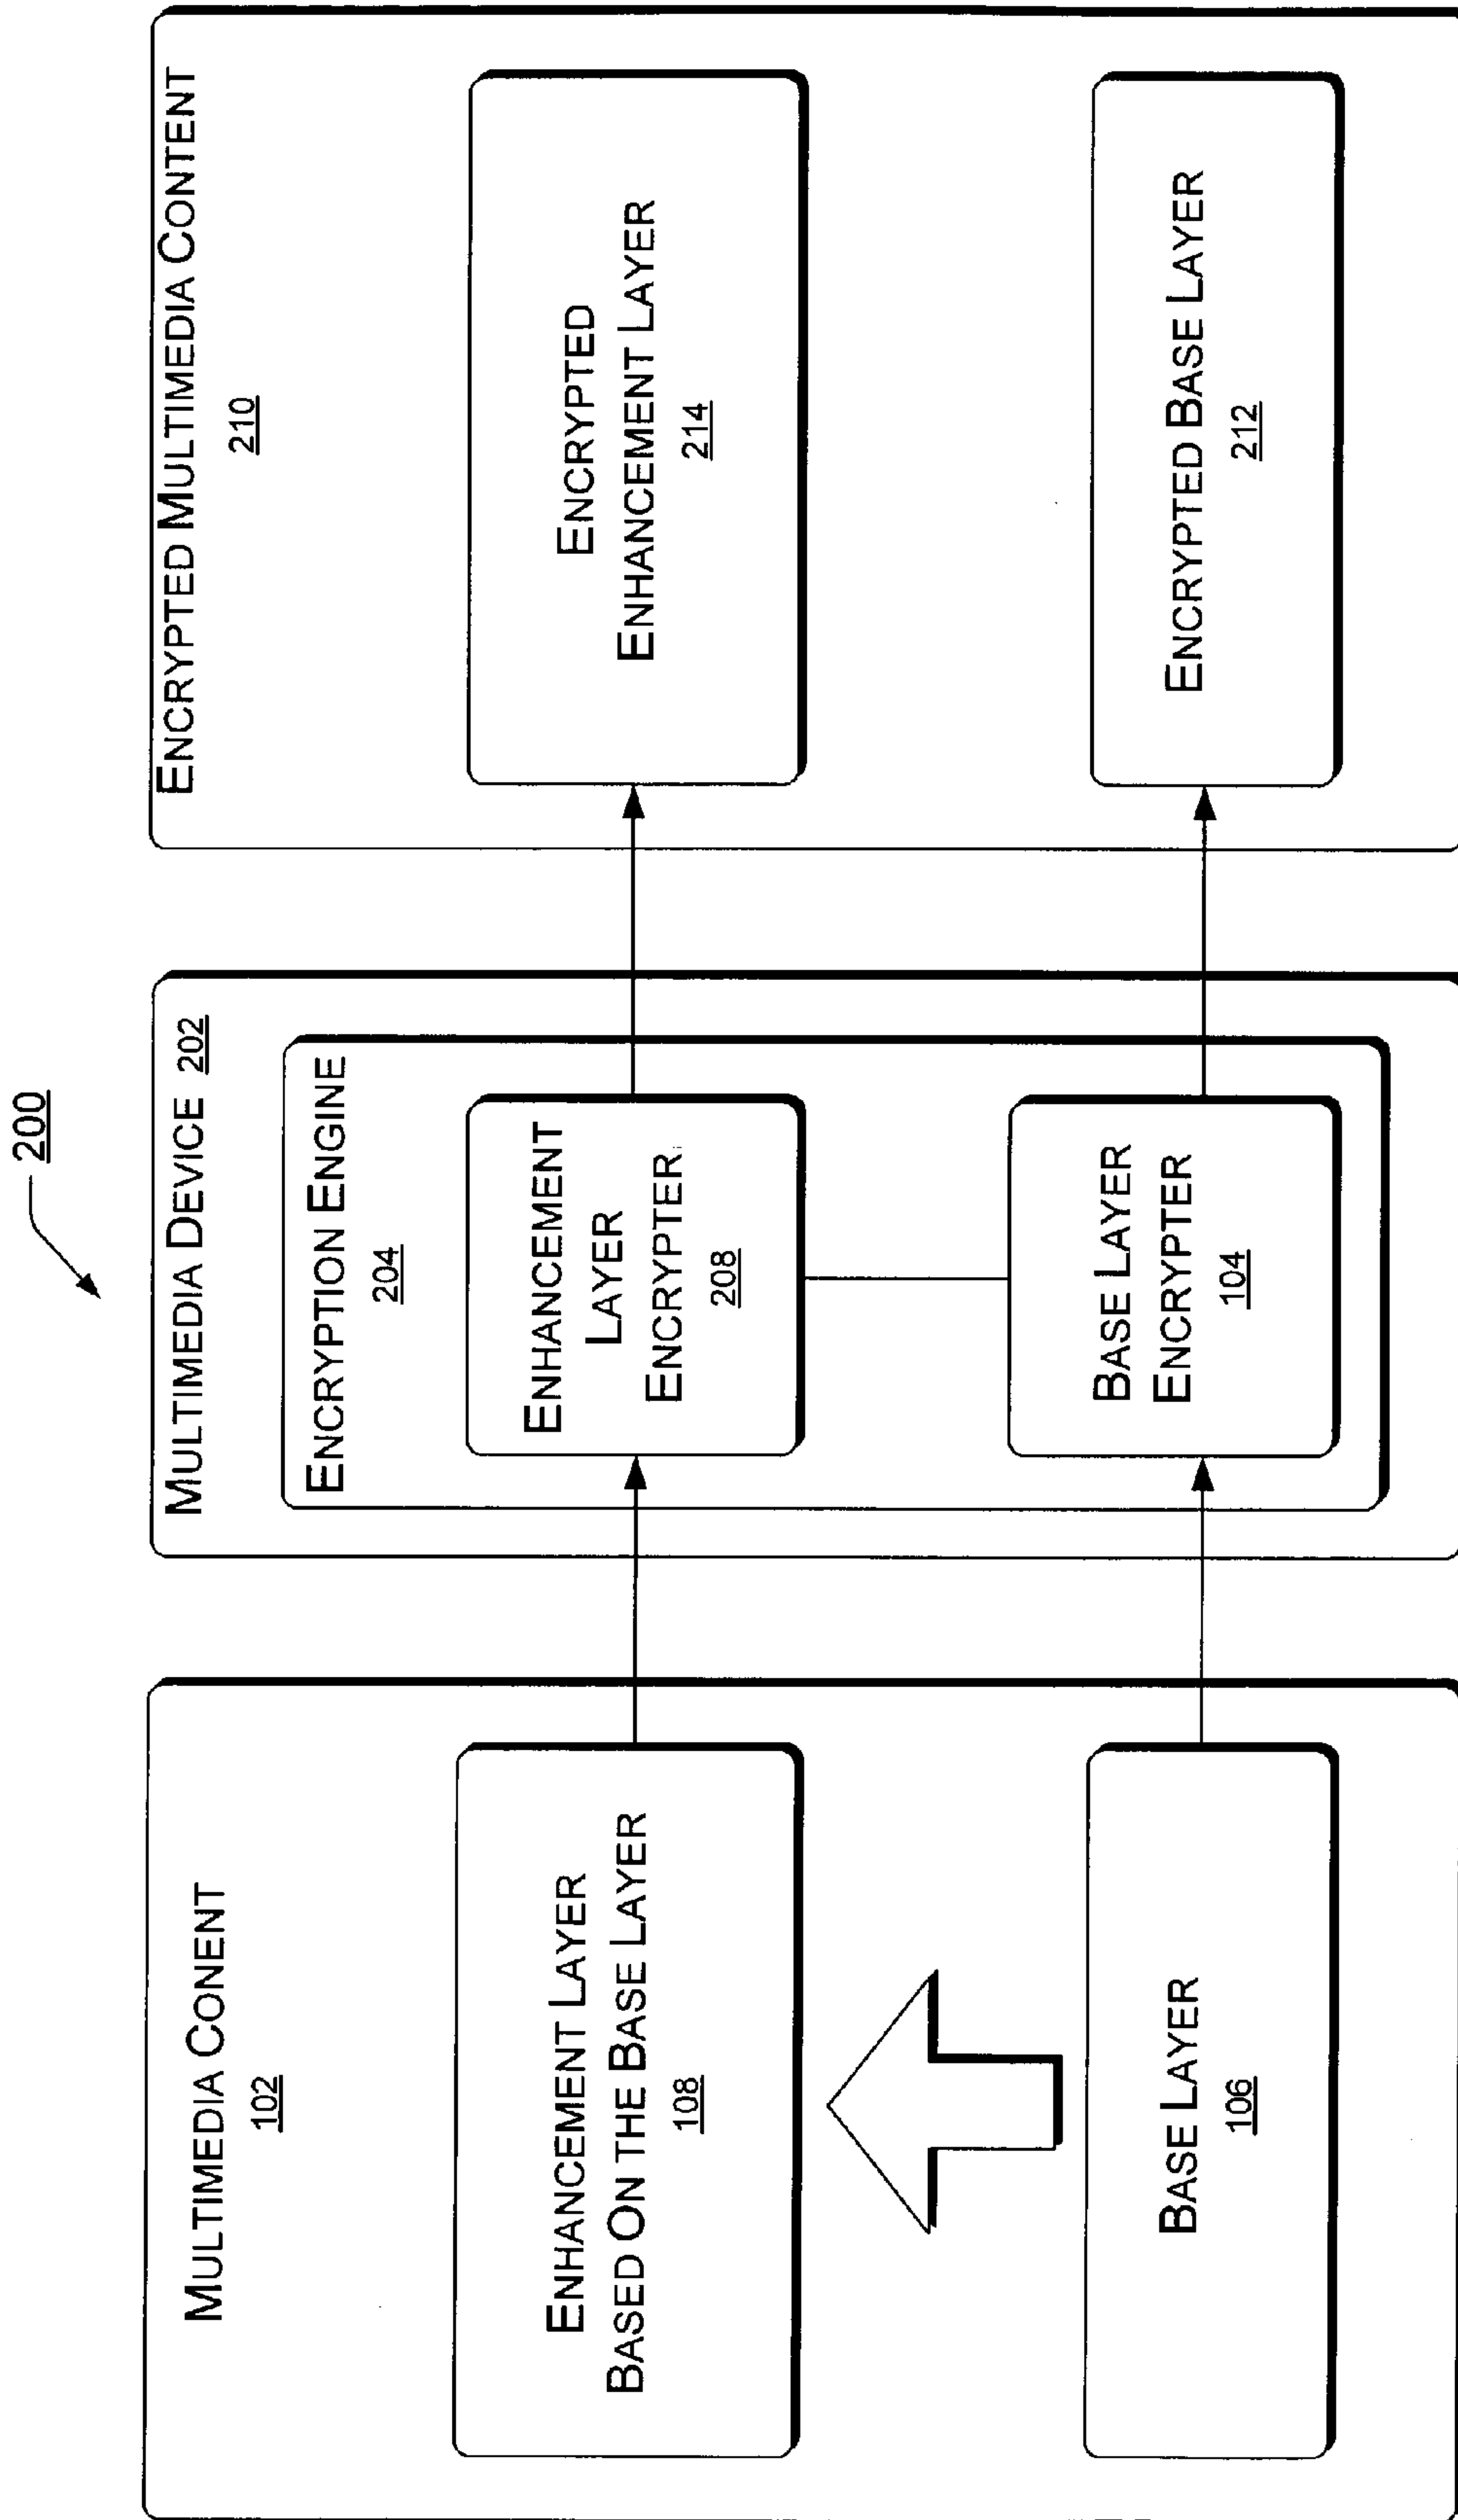 200
MULTIMEDIA CONENT
102
ENHANCEMENT LAYER
BASED ON THE BASE LAYER
108
BASE LAYER
106
MULTIMEDIA DEVICE 202
ENCRYPTION ENGINE
204
ENHANCEMENT
LAYER
ENCRYPTER
208
BASE LAYER
ENCRYPTER
104
ENCRYPTED MULTIMEDIA CONTENT
210
ENCRYPTED
ENHANCEMENT LAYER
214
ENCRYPTED BASE LAYER
212